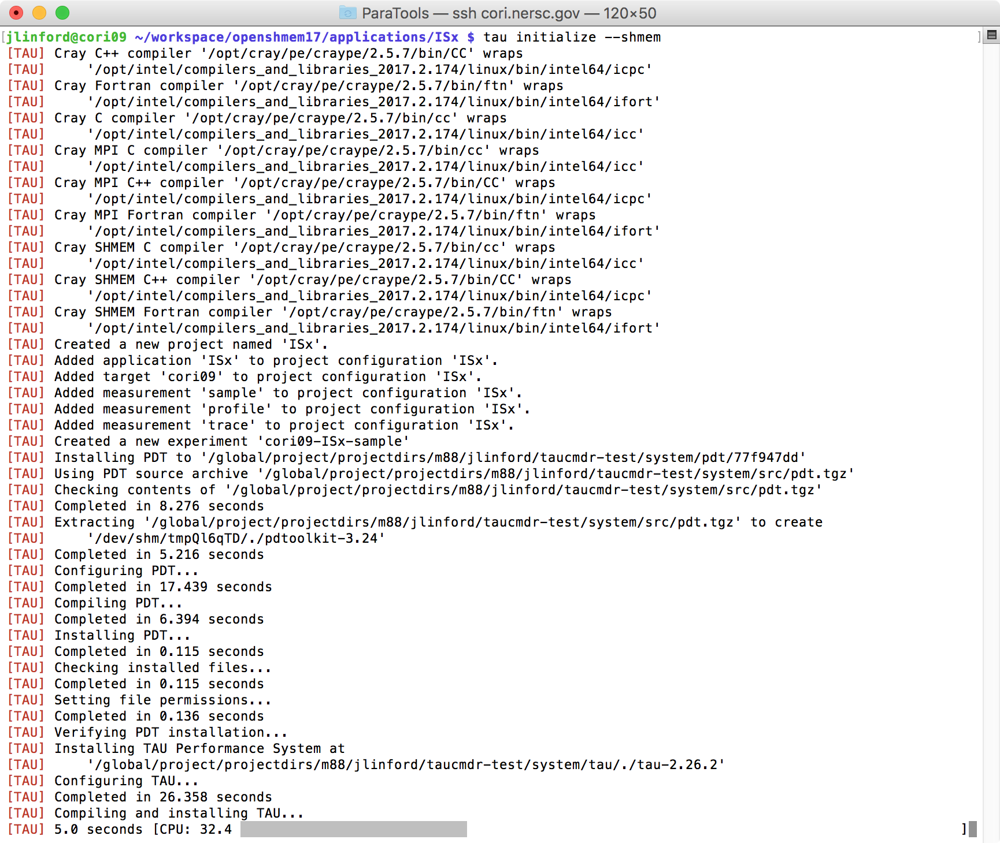 ParaTools — ssh cori.nersc.gov — 120×50
[jlinford@cori09 ~/workspace/openshmem17/applications/ISx $ tau initialize --shmem ]
[TAU] Cray C++ compiler '/opt/cray/pe/craype/2.5.7/bin/CC' wraps
[TAU]     '/opt/intel/compilers_and_libraries_2017.2.174/linux/bin/intel64/icpc'
[TAU] Cray Fortran compiler '/opt/cray/pe/craype/2.5.7/bin/ftn' wraps
[TAU]     '/opt/intel/compilers_and_libraries_2017.2.174/linux/bin/intel64/ifort'
[TAU] Cray C compiler '/opt/cray/pe/craype/2.5.7/bin/cc' wraps
[TAU]     '/opt/intel/compilers_and_libraries_2017.2.174/linux/bin/intel64/icc'
[TAU] Cray MPI C compiler '/opt/cray/pe/craype/2.5.7/bin/cc' wraps
[TAU]     '/opt/intel/compilers_and_libraries_2017.2.174/linux/bin/intel64/icc'
[TAU] Cray MPI C++ compiler '/opt/cray/pe/craype/2.5.7/bin/CC' wraps
[TAU]     '/opt/intel/compilers_and_libraries_2017.2.174/linux/bin/intel64/icpc'
[TAU] Cray MPI Fortran compiler '/opt/cray/pe/craype/2.5.7/bin/ftn' wraps
[TAU]     '/opt/intel/compilers_and_libraries_2017.2.174/linux/bin/intel64/ifort'
[TAU] Cray SHMEM C compiler '/opt/cray/pe/craype/2.5.7/bin/cc' wraps
[TAU]     '/opt/intel/compilers_and_libraries_2017.2.174/linux/bin/intel64/icc'
[TAU] Cray SHMEM C++ compiler '/opt/cray/pe/craype/2.5.7/bin/CC' wraps
[TAU]     '/opt/intel/compilers_and_libraries_2017.2.174/linux/bin/intel64/icpc'
[TAU] Cray SHMEM Fortran compiler '/opt/cray/pe/craype/2.5.7/bin/ftn' wraps
[TAU]     '/opt/intel/compilers_and_libraries_2017.2.174/linux/bin/intel64/ifort'
[TAU] Created a new project named 'ISx'.
[TAU] Added application 'ISx' to project configuration 'ISx'.
[TAU] Added target 'cori09' to project configuration 'ISx'.
[TAU] Added measurement 'sample' to project configuration 'ISx'.
[TAU] Added measurement 'profile' to project configuration 'ISx'.
[TAU] Added measurement 'trace' to project configuration 'ISx'.
[TAU] Created a new experiment 'cori09-ISx-sample'
[TAU] Installing PDT to '/global/project/projectdirs/m88/jlinford/taucmdr-test/system/pdt/77f947dd'
[TAU] Using PDT source archive '/global/project/projectdirs/m88/jlinford/taucmdr-test/system/src/pdt.tgz'
[TAU] Checking contents of '/global/project/projectdirs/m88/jlinford/taucmdr-test/system/src/pdt.tgz'
[TAU] Completed in 8.276 seconds
[TAU] Extracting '/global/project/projectdirs/m88/jlinford/taucmdr-test/system/src/pdt.tgz' to create
[TAU]     '/dev/shm/tmpQl6qTD/./pdtoolkit-3.24'
[TAU] Completed in 5.216 seconds
[TAU] Configuring PDT...
[TAU] Completed in 17.439 seconds
[TAU] Compiling PDT...
[TAU] Completed in 6.394 seconds
[TAU] Installing PDT...
[TAU] Completed in 0.115 seconds
[TAU] Checking installed files...
[TAU] Completed in 0.115 seconds
[TAU] Setting file permissions...
[TAU] Completed in 0.136 seconds
[TAU] Verifying PDT installation...
[TAU] Installing TAU Performance System at
[TAU]     '/global/project/projectdirs/m88/jlinford/taucmdr-test/system/tau/./tau-2.26.2'
[TAU] Configuring TAU...
[TAU] Completed in 26.358 seconds
[TAU] Compiling and installing TAU...
[TAU] 5.0 seconds [CPU: 32.4 ]